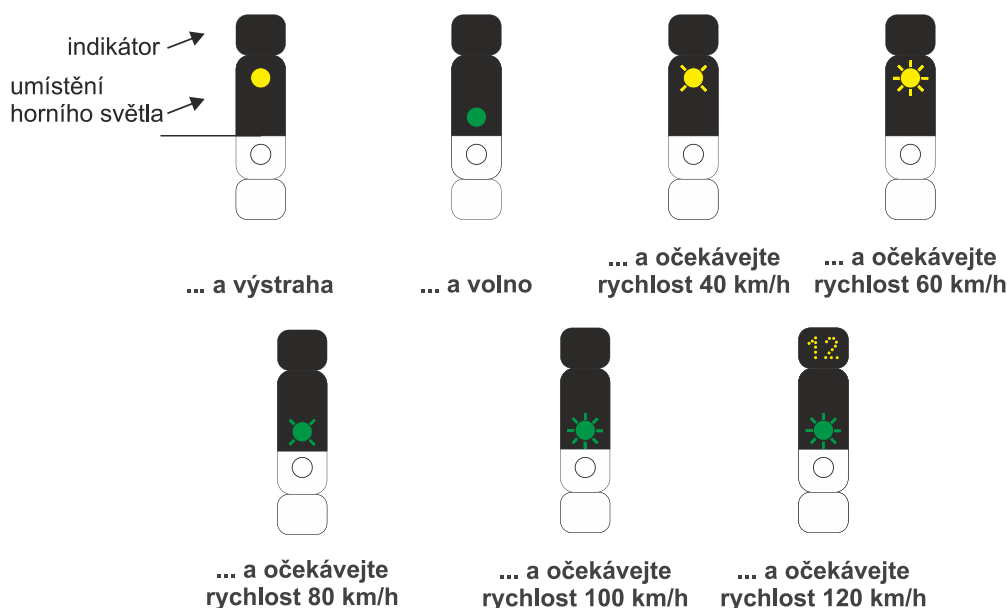 indikátor
umístění
horního světla
... a výstraha
... a volno
... a očekávejte
rychlost 40 km/h
... a očekávejte
rychlost 60 km/h
12
... a očekávejte
rychlost 80 km/h
... a očekávejte
rychlost 100 km/h
... a očekávejte
rychlost 120 km/h